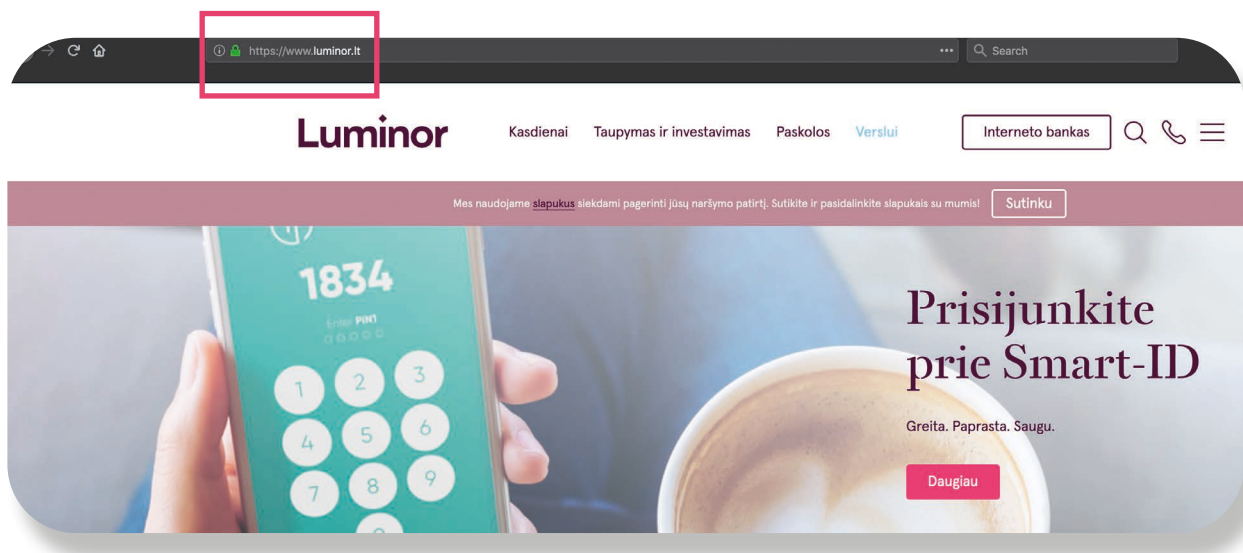 https://www.luminor.lt
Search
Luminor
Kasdienai
Taupymas ir investavimas
Paskolos
Verslui
Interneto bankas
Mes naudojame slapukus siekdami pagerinti jūsų naršymo patirtį. Sutikite ir pasidalinkite slapukais su mumis!
Sutinku
1834
Enter PIN1
1 2 3
4 5 6
7 8 9
Prisijunkite
prie Smart-ID
Greita. Paprasta. Saugu.
Daugiau